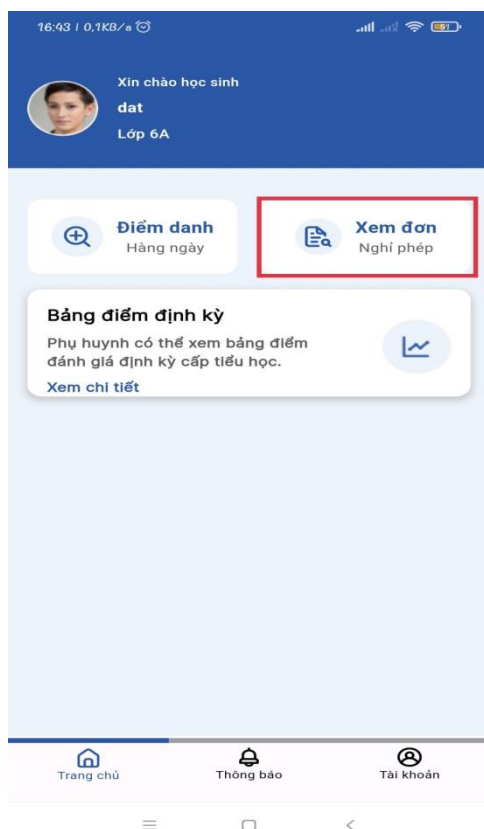 16:43 | 0,1KB/s
51
Xin chào học sinh
dat
Lớp 6A
Điểm danh
Hàng ngày
Xem đơn
Nghỉ phép
Bảng điểm định kỳ
Phụ huynh có thể xem bảng điểm
đánh giá định kỳ cấp tiểu học.
Xem chi tiết
Trang chủ
Thông báo
Tài khoản